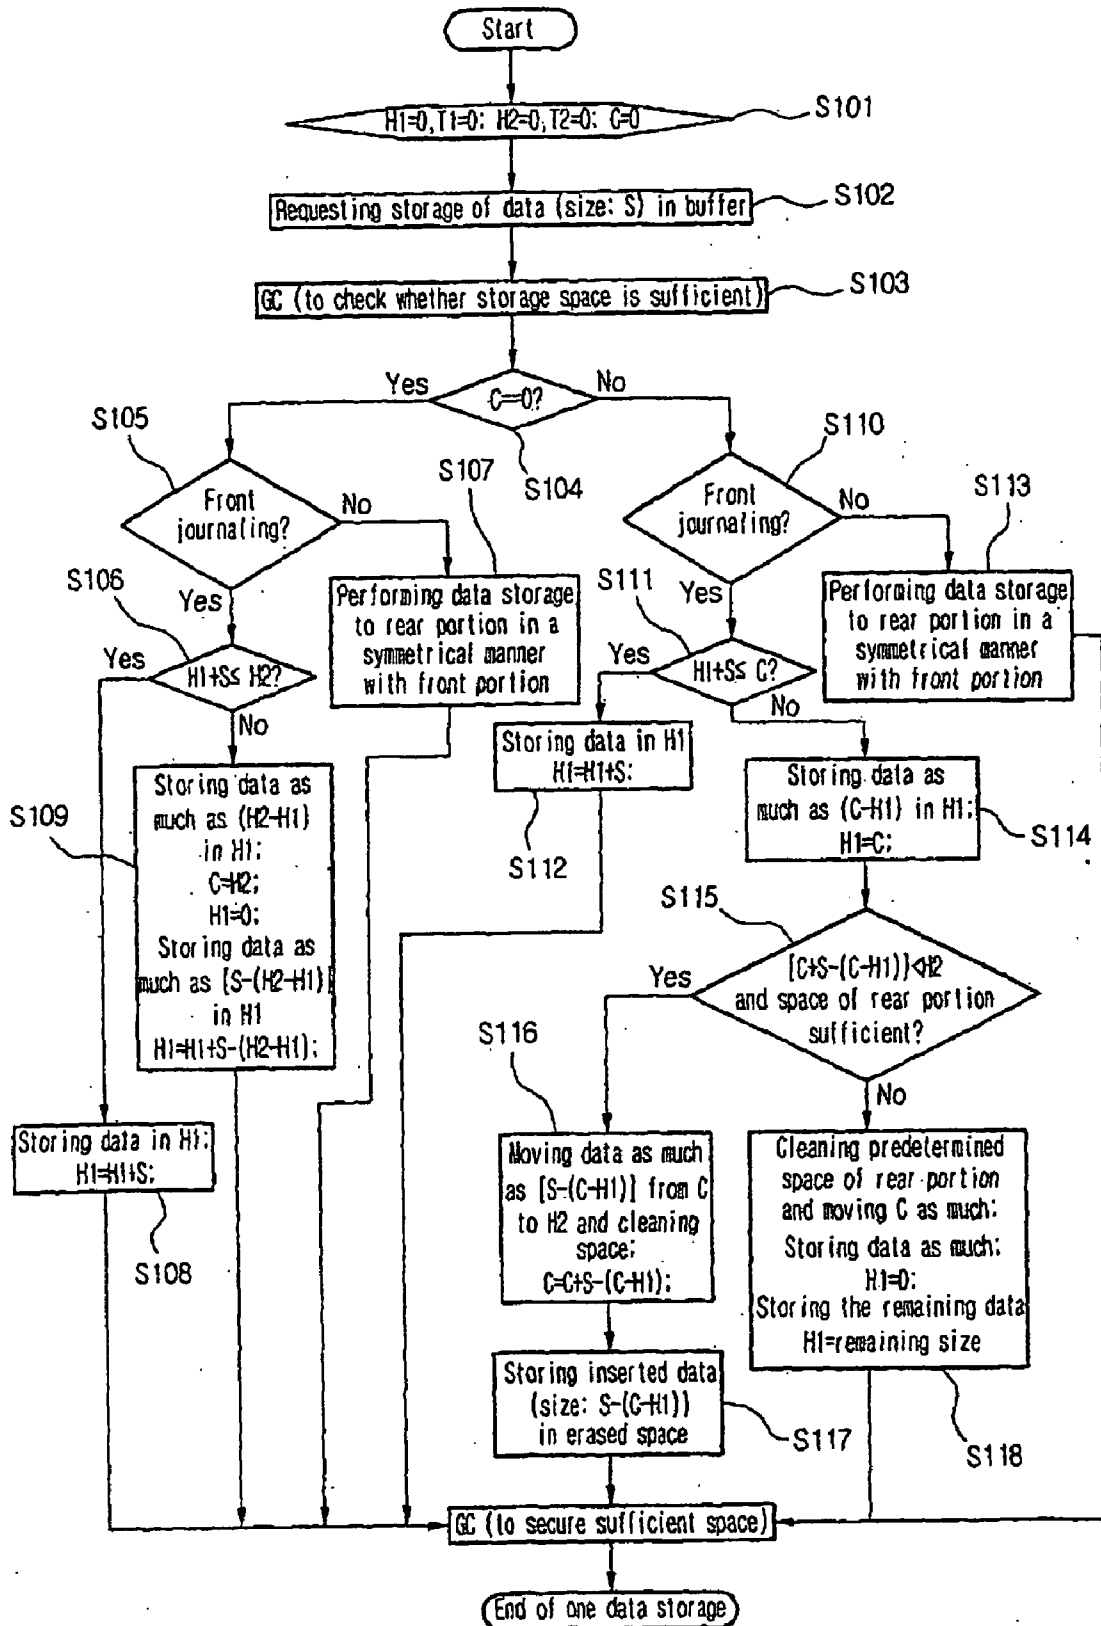 Start
H1=0,T1=0: H2=0,T2=0: C=0
S101
Requesting storage of data (size: S) in buffer
S102
GC (to check whether storage space is sufficient)
S103
C==0?
Yes
No
S104
S105
Front
journaling?
No
Yes
S107
Performing data storage
to rear portion in a
symmetrical manner
with front portion
S106
H1+S≤ H2?
Yes
No
S110
Front
journaling?
No
Yes
S113
Performing data storage
to rear portion in a
symmetrical manner
with front portion
S111
H1+S≤ C?
Yes
No
Storing data in H1
H1=H1+S:
S112
Storing data as
much as (C-H1) in H1:
H1=C;
S114
S109
Storing data as
much as (H2-H1)
in H1:
C=H2;
H1=0;
Storing data as
much as [S-(H2-H1)]
in H1
H1=H1+S-(H2-H1):
Storing data in H1:
H1=H1+S;
S108
S115
[C+S-(C-H1)]<H2
and space of rear portion
sufficient?
Yes
No
S116
Moving data as much
as [S-(C-H1)] from C
to H2 and cleaning
space:
C=C+S-(C-H1);
Storing inserted data
(size: S-(C-H1))
in erased space
S117
Cleaning predetermined
space of rear portion
and moving C as much:
Storing data as much:
H1=0;
Storing the remaining data
H1=remaining size
S118
GC (to secure sufficient space)
End of one data storage